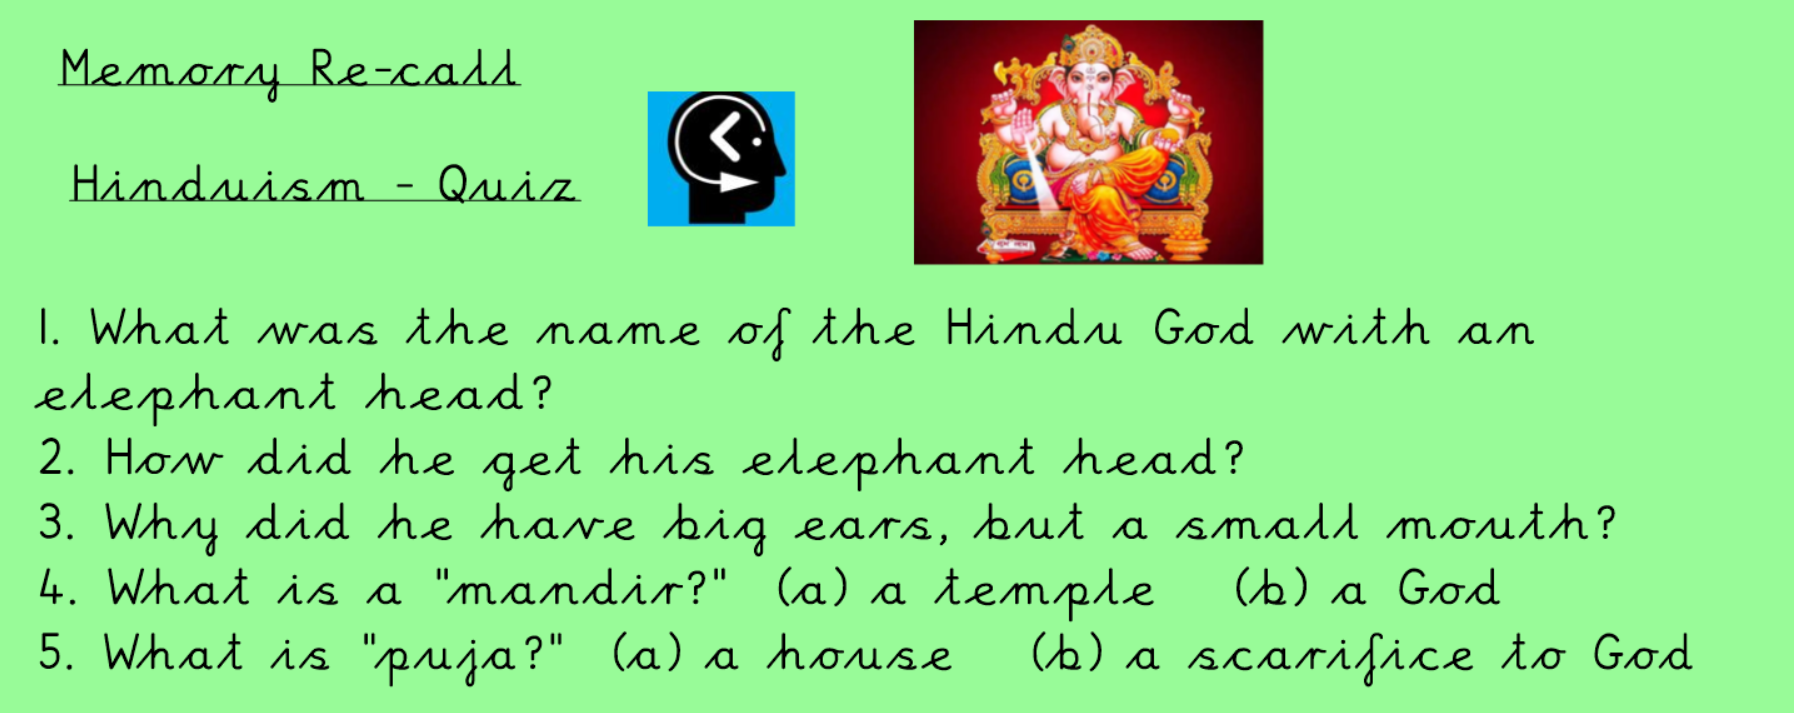 Memory Re-call
Hinduism - Quiz
1. What was the name of the Hindu God with an
elephant head?
2. How did he get his elephant head?
3. Why did he have big ears, but a small mouth?
4. What is a "mandir?" (a) a temple (b) a God
5. What is "puja?" (a) a house (b) a scarifice to God